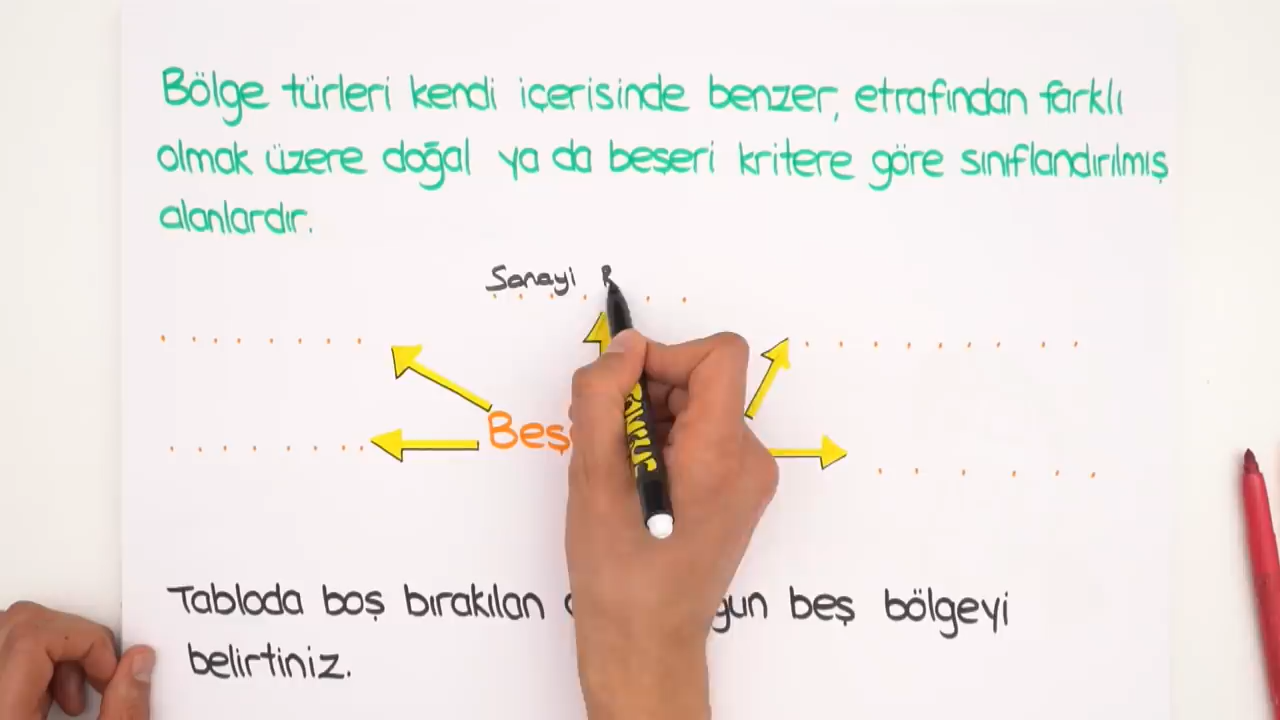 Bölge türleri kendi içerisinde benzer, etrafından farklı
olmak üzere doğal ya da beşeri kritere göre sınıflandırılmış
alanlardır.
Sanayi
Tabloda boş bırakılan beş bölgeyi
belirtiniz.